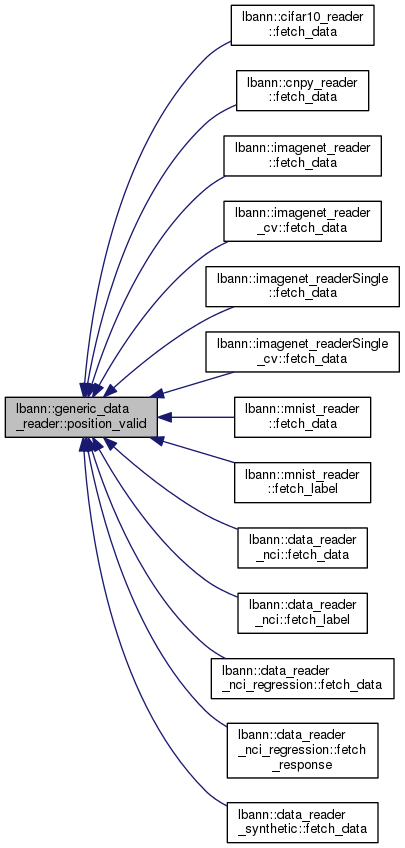 lbann::cifar10_reader
::fetch_data
lbann::cnpy_reader
::fetch_data
lbann::imagenet_reader
::fetch_data
lbann::imagenet_reader
_cv::fetch_data
lbann::imagenet_readerSingle
::fetch_data
lbann::imagenet_readerSingle
_cv::fetch_data
lbann::generic_data
_reader::position_valid
lbann::mnist_reader
::fetch_data
lbann::mnist_reader
::fetch_label
lbann::data_reader
_nci::fetch_data
lbann::data_reader
_nci::fetch_label
lbann::data_reader
_nci_regression::fetch_data
lbann::data_reader
_nci_regression::fetch
_response
lbann::data_reader
_synthetic::fetch_data